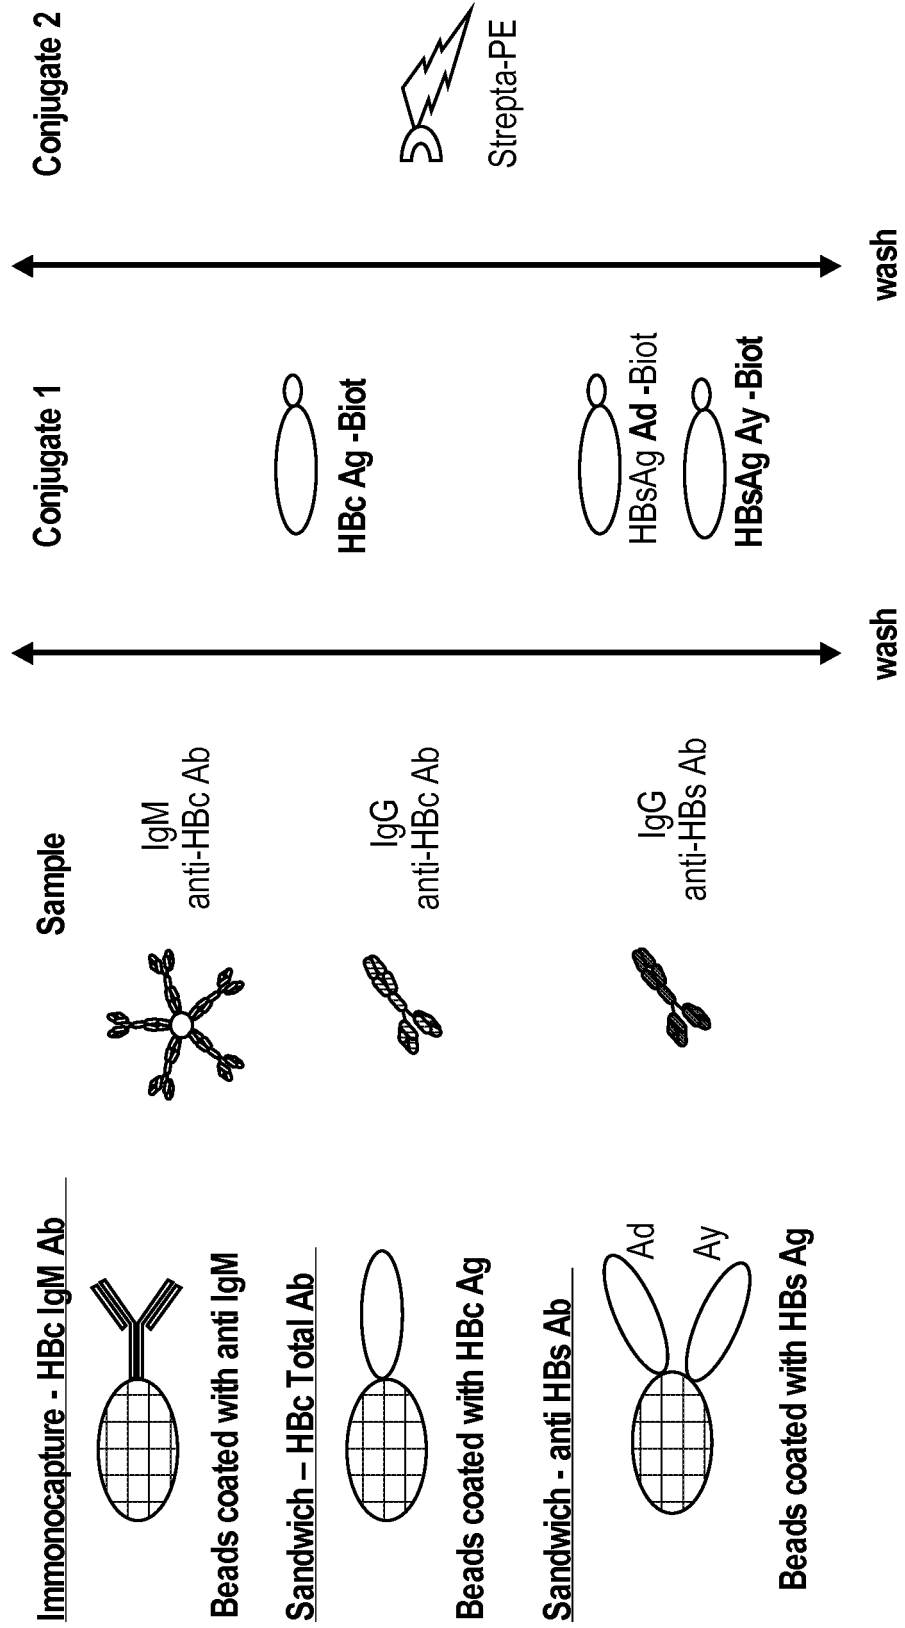 Immonocapture - HBc IgM Ab
Beads coated with anti IgM
Sandwich – HBc Total Ab
Beads coated with HBc Ag
Sandwich - anti HBs Ab
Ad
Ay
Beads coated with HBs Ag
Sample
IgM
anti-HBc Ab
IgG
anti-HBc Ab
IgG
anti-HBs Ab
wash
Conjugate 1
HBc Ag -Biot
HBsAg Ad -Biot
HBsAg Ay -Biot
wash
Conjugate 2
Strepta-PE